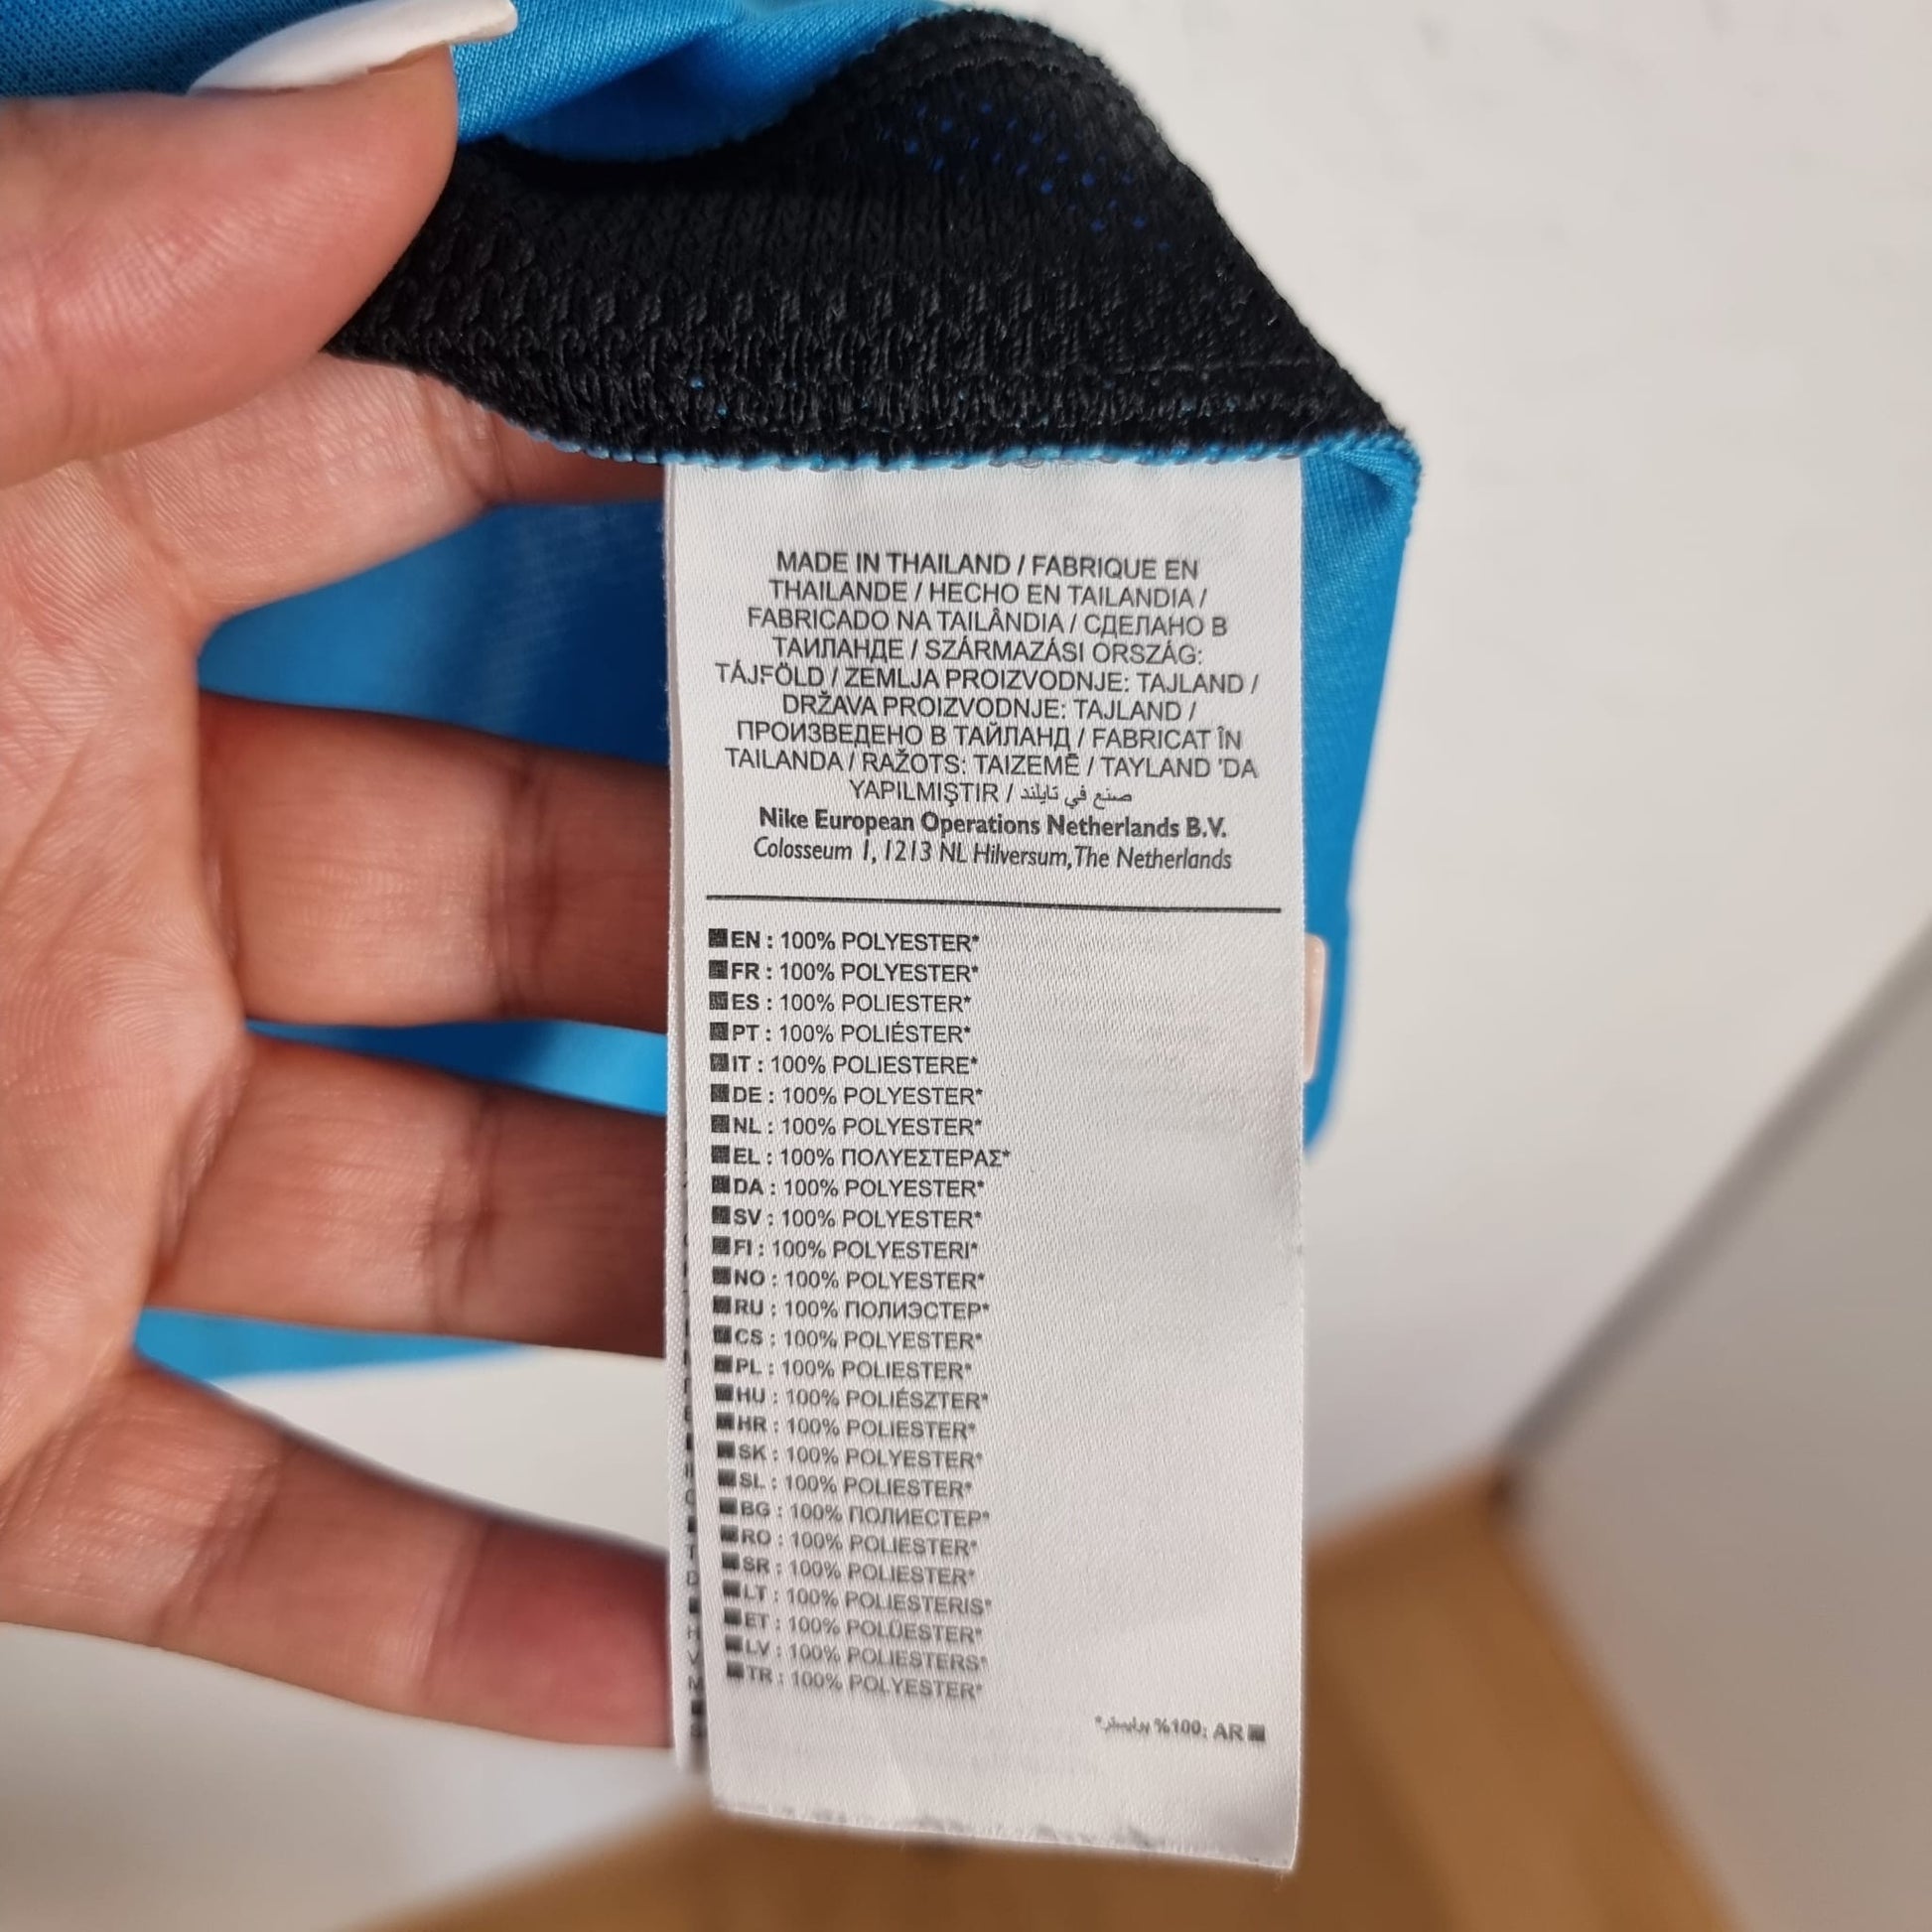 MADE IN THAILAND / FABRIQUE EN
THAILANDE / HECHO EN TAILANDIA /
FABRICADO NA TAILÂNDIA / СДЕЛАНО В
ТАИЛАНДЕ / SZÁRMAZÁSI ORSZÁG:
TÁJFÖLD / ZEMLJA PROIZVODNJE: TAJLAND /
DRŽAVA PROIZVODNJE: TAJLAND /
ПРОИЗВЕДЕНО В ТАЙЛАНД / FABRICAT ÎN
TAILANDA / RAŽOTS: TAIZEMĒ / TAYLAND 'DA
YAPILMIŞTIR / صنع في تايلند
Nike European Operations Netherlands B.V.
Colosseum 1, 1213 NL Hilversum, The Netherlands
EN : 100% POLYESTER*
FR : 100% POLYESTER*
ES : 100% POLIESTER*
PT : 100% POLIÉSTER*
IT : 100% POLIESTERE*
DE : 100% POLYESTER*
NL : 100% POLYESTER*
EL : 100% ΠΟΛΥΕΣΤΕΡΑΣ*
DA : 100% POLYESTER*
SV : 100% POLYESTER*
FI : 100% POLYESTERI*
NO : 100% POLYESTER*
RU : 100% ПОЛИЭСТЕР*
CS : 100% POLYESTER*
PL : 100% POLIESTER*
HU : 100% POLIÉSZTER*
HR : 100% POLIESTER*
SK : 100% POLYESTER*
SL : 100% POLIESTER*
BG : 100% ПОЛИЕСТЕР*
RO : 100% POLIESTER*
SR : 100% POLIESTER*
LT : 100% POLIESTERIS*
ET : 100% POLÜESTER*
LV : 100% POLIESTERS*
TR : 100% POLYESTER*
AR :100% بوليستر*